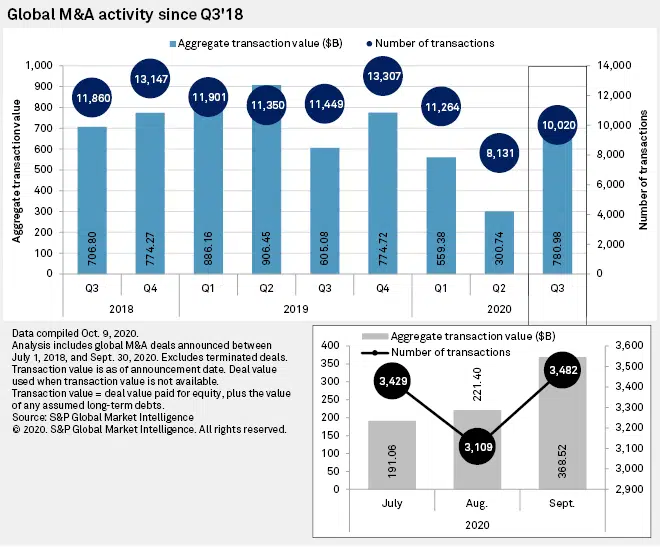 Global M&A activity since Q3'18
Aggregate transaction value ($B) Number of transactions
Aggregate transaction value
1,000
900
800
700
600
500
400
300
200
100
0
11,860 13,147 11,901 11,350 11,449 13,307 11,264 8,131 10,020
706.80 774.27 886.16 906.45 605.08 774.72 559.38 300.74 780.98
14,000
12,000
10,000
8,000
6,000
4,000
2,000
0
Number of transactions
Q3 Q4 Q1 Q2 Q3 Q4 Q1 Q2 Q3
2018 2019 2020
Data compiled Oct. 9, 2020.
Analysis includes global M&A deals announced between
July 1, 2018, and Sept. 30, 2020. Excludes terminated deals.
Transaction value is as of announcement date. Deal value
used when transaction value is not available.
Transaction value = deal value paid for equity, plus the value
of any assumed long-term debts.
Source: S&P Global Market Intelligence
© 2020. S&P Global Market Intelligence. All rights reserved.
Aggregate transaction value ($B)
Number of transactions
400
350
300
250
200
150
100
50
0
3,429 3,109 3,482
191.06 221.40 368.52
3,600
3,500
3,400
3,300
3,200
3,100
3,000
2,900
July Aug. Sept.
2020